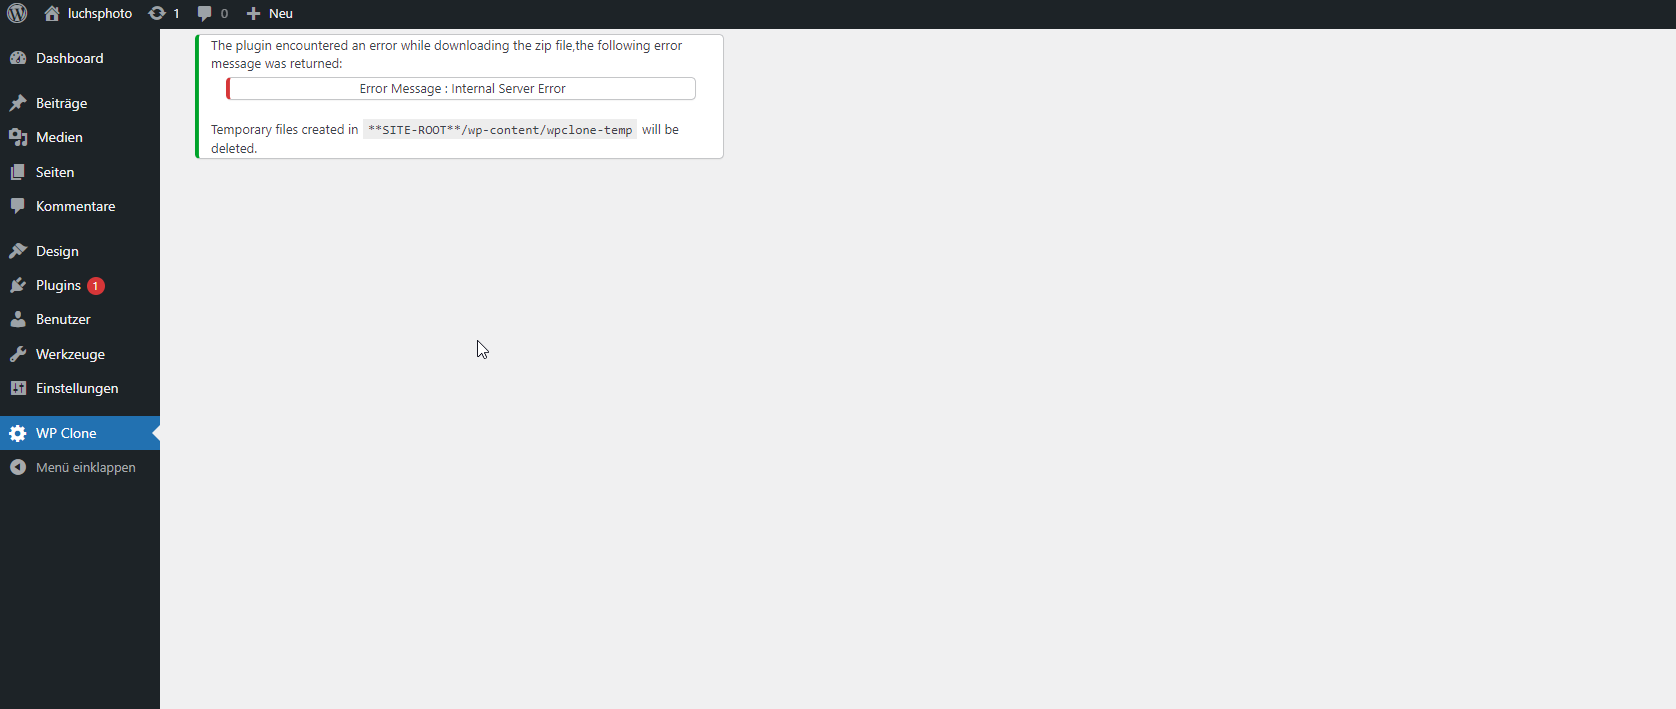 luchsphoto 1 0 Neu
Dashboard
Beiträge
Medien
Seiten
Kommentare
Design
Plugins 1
Benutzer
Werkzeuge
Einstellungen
WP Clone
Menü einklappen
The plugin encountered an error while downloading the zip file,the following error
message was returned:
Error Message : Internal Server Error
Temporary files created in **SITE-ROOT**/wp-content/wpclone-temp will be
deleted.